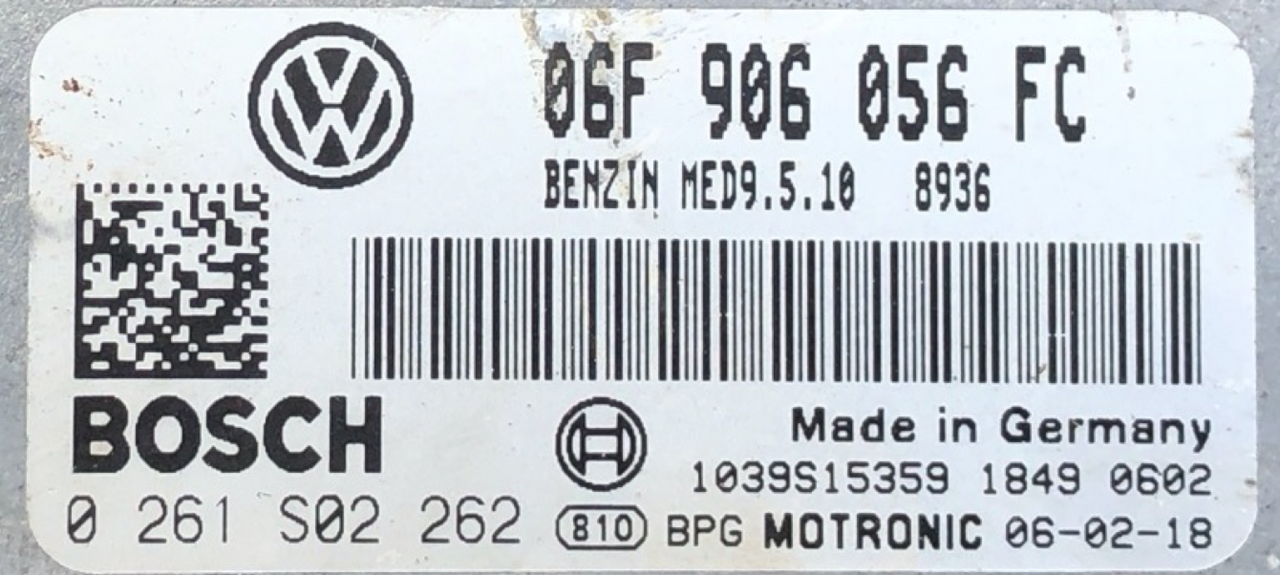 06F 906 056 FC
BENZIN MED9.5.10 8936
BOSCH
Made in Germany
1039S15359 1849 0602
0 261 S02 262
810 BPG MOTRONIC 06-02-18